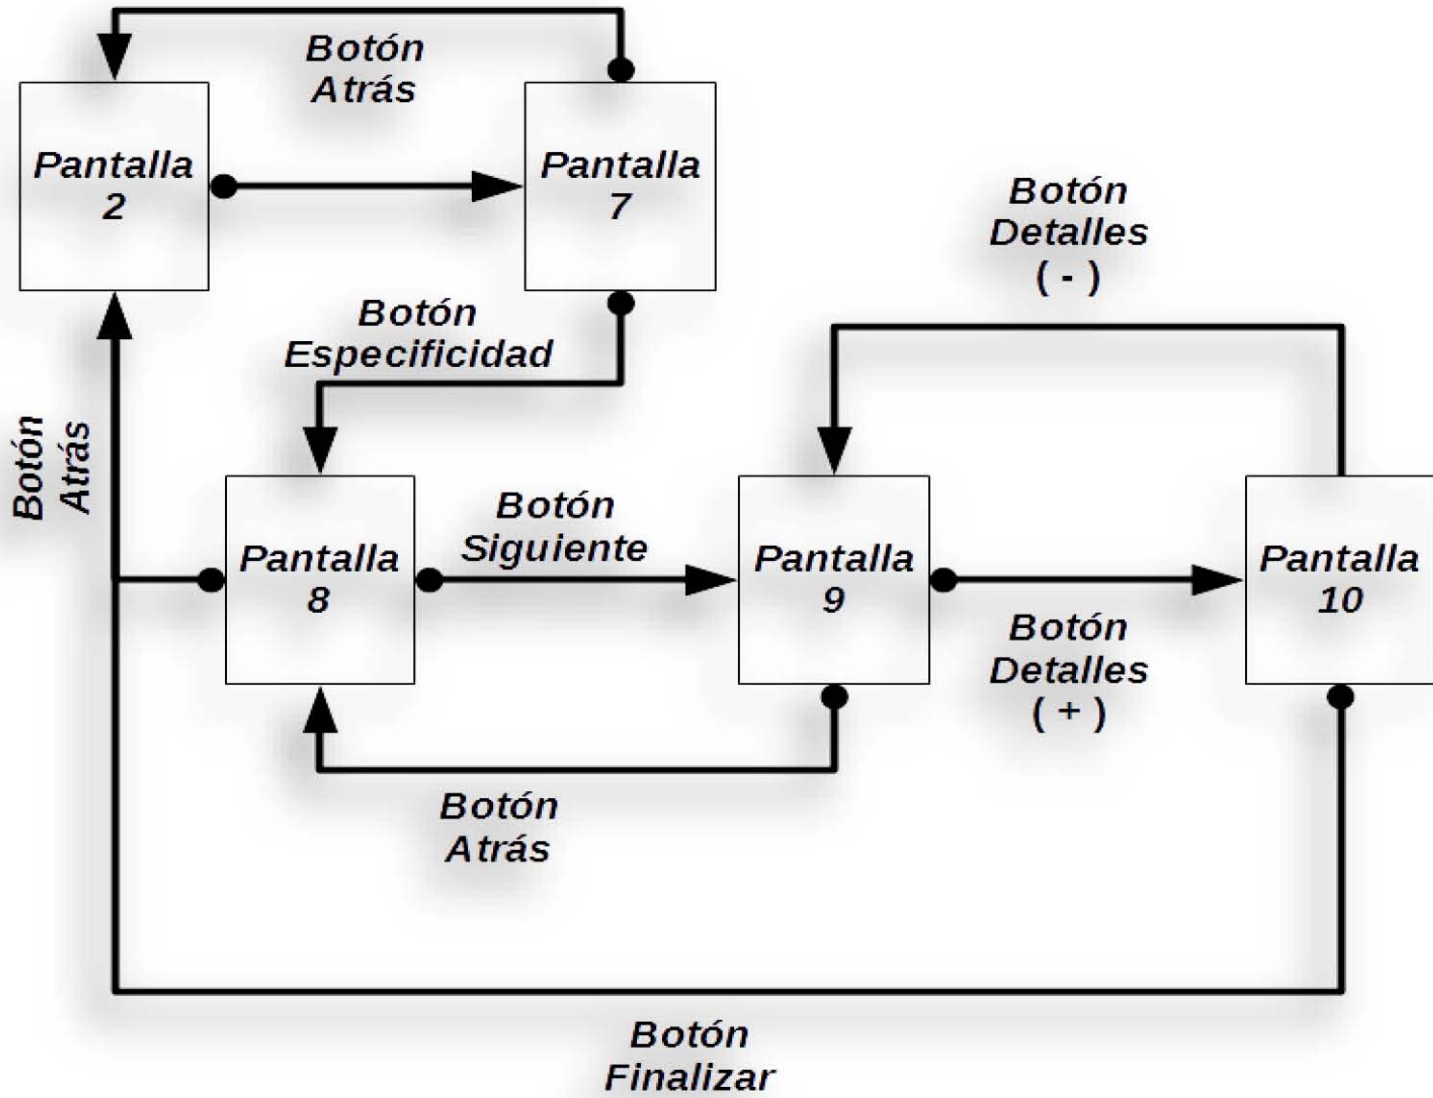 Botón
Atrás
Pantalla
2
Pantalla
7
Botón
Detalles
( - )
Botón
Especificidad
Botón
Atrás
Botón
Siguiente
Pantalla
8
Pantalla
9
Pantalla
10
Botón
Detalles
( + )
Botón
Atrás
Botón
Finalizar